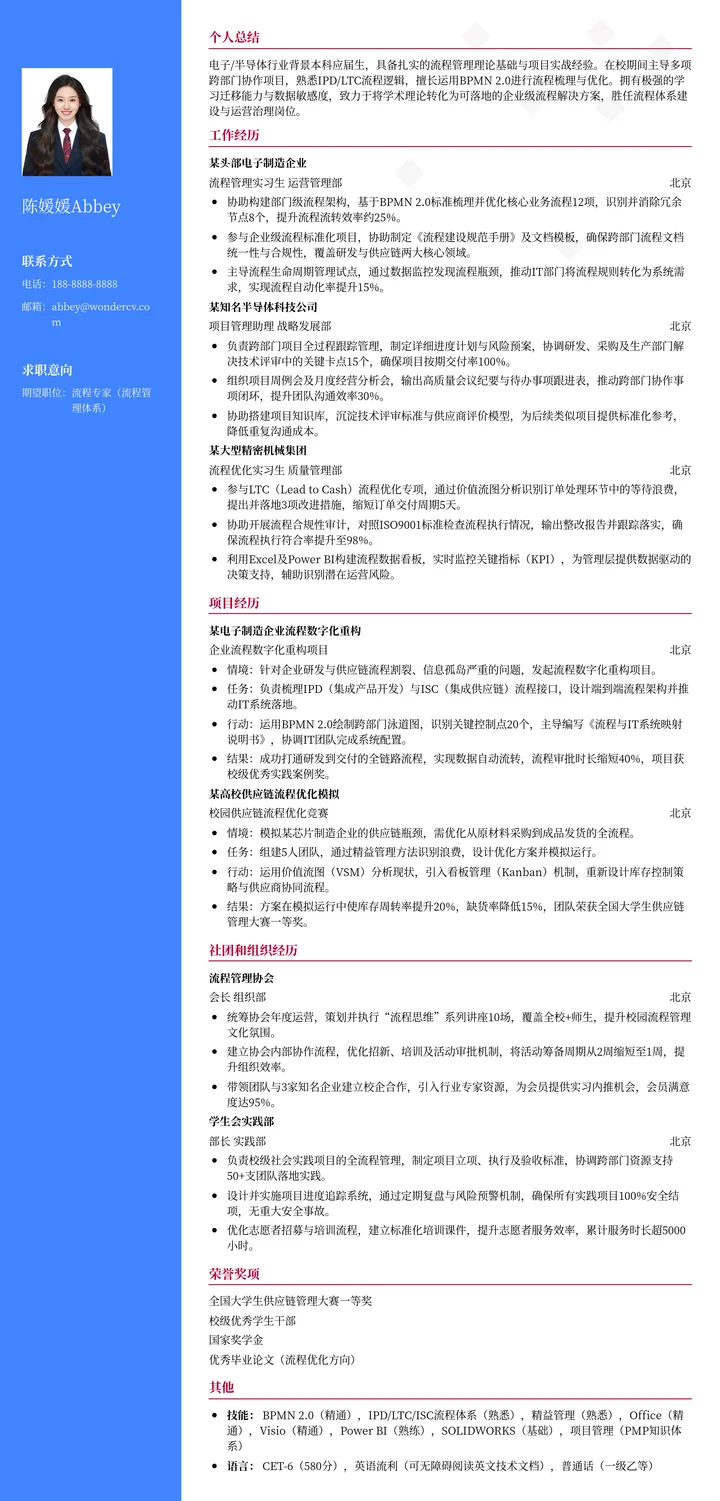 陈媛媛Abbey
联系方式
电话：188-8888-8888
邮箱：abbey@wondercv.co
m
求职意向
期望职位：流程专家（流程管
理体系）
个人总结
电子/半导体行业背景本科应届生，具备扎实的流程管理理论基础与项目实战经验。在校期间主导多项
跨部门协作项目，熟悉IPD/LTC流程逻辑，擅长运用BPMN 2.0进行流程梳理与优化。拥有极强的学
习迁移能力与数据敏感度，致力于将学术理论转化为可落地的企业级流程解决方案，胜任流程体系建
设与运营治理岗位。
工作经历
某头部电子制造企业
流程管理实习生 运营管理部 北京
• 协助构建部门级流程架构，基于BPMN 2.0标准梳理并优化核心业务流程12项，识别并消除冗余
节点8个，提升流程流转效率约25%。
• 参与企业级流程标准化项目，协助制定《流程建设规范手册》及文档模板，确保跨部门流程文档
统一性与合规性，覆盖研发与供应链两大核心领域。
• 主导流程生命周期管理试点，通过数据监控发现流程瓶颈，推动IT部门将流程规则转化为系统需
求，实现流程自动化率提升15%。
某知名半导体科技公司
项目管理助理 战略发展部 北京
• 负责跨部门项目全过程跟踪管理，制定详细进度计划与风险预案，协调研发、采购及生产部门解
决技术评审中的关键卡点15个，确保项目按期交付率100%。
• 组织项目周例会及月度经营分析会，输出高质量会议纪要与待办事项跟进表，推动跨部门协作事
项闭环，提升团队沟通效率30%。
• 协助搭建项目知识库，沉淀技术评审标准与供应商评价模型，为后续类似项目提供标准化参考，
降低重复沟通成本。
某大型精密机械集团
流程优化实习生 质量管理部 北京
• 参与LTC（Lead to Cash）流程优化专项，通过价值流图分析识别订单处理环节中的等待浪费，
提出并落地3项改进措施，缩短订单交付周期5天。
• 协助开展流程合规性审计，对照ISO9001标准检查流程执行情况，输出整改报告并跟踪落实，确
保流程执行符合率提升至98%。
• 利用Excel及Power BI构建流程数据看板，实时监控关键指标（KPI），为管理层提供数据驱动的
决策支持，辅助识别潜在运营风险。
项目经历
某电子制造企业流程数字化重构
企业流程数字化重构项目 北京
• 情境：针对企业研发与供应链流程割裂、信息孤岛严重的问题，发起流程数字化重构项目。
• 任务：负责梳理IPD（集成产品开发）与ISC（集成供应链）流程接口，设计端到端流程架构并推
动IT系统落地。
• 行动：运用BPMN 2.0绘制跨部门泳道图，识别关键控制点20个，主导编写《流程与IT系统映射
说明书》，协调IT团队完成系统配置。
• 结果：成功打通研发到交付的全链路流程，实现数据自动流转，流程审批时长缩短40%，项目获
校级优秀实践案例奖。
某高校供应链流程优化模拟
校园供应链流程优化竞赛 北京
• 情境：模拟某芯片制造企业的供应链瓶颈，需优化从原材料采购到成品发货的全流程。
• 任务：组建5人团队，通过精益管理方法识别浪费，设计优化方案并模拟运行。
• 行动：运用价值流图（VSM）分析现状，引入看板管理（Kanban）机制，重新设计库存控制策
略与供应商协同流程。
• 结果：方案在模拟运行中使库存周转率提升20%，缺货率降低15%，团队荣获全国大学生供应链
管理大赛一等奖。
社团和组织经历
流程管理协会
会长 组织部 北京
• 统筹协会年度运营，策划并执行“流程思维”系列讲座10场，覆盖全校+师生，提升校园流程管理
文化氛围。
• 建立协会内部协作流程，优化招新、培训及活动审批机制，将活动筹备周期从2周缩短至1周，提
升组织效率。
• 带领团队与3家知名企业建立校企合作，引入行业专家资源，为会员提供实习内推机会，会员满意
度达95%。
学生会实践部
部长 实践部 北京
• 负责校级社会实践项目的全流程管理，制定项目立项、执行及验收标准，协调跨部门资源支持
50+支团队落地实践。
• 设计并实施项目进度追踪系统，通过定期复盘与风险预警机制，确保所有实践项目100%安全结
项，无重大安全事故。
• 优化志愿者招募与培训流程，建立标准化培训课件，提升志愿者服务效率，累计服务时长超5000
小时。
荣誉奖项
全国大学生供应链管理大赛一等奖
校级优秀学生干部
国家奖学金
优秀毕业论文（流程优化方向）
其他
• 技能： BPMN 2.0（精通），IPD/LTC/ISC流程体系（熟悉），精益管理（熟悉），Office（精
通），Visio（精通），Power BI（熟练），SOLIDWORKS（基础），项目管理（PMP知识体
系）
• 语言： CET-6（580分），英语流利（可无障碍阅读英文技术文档），普通话（一级乙等）